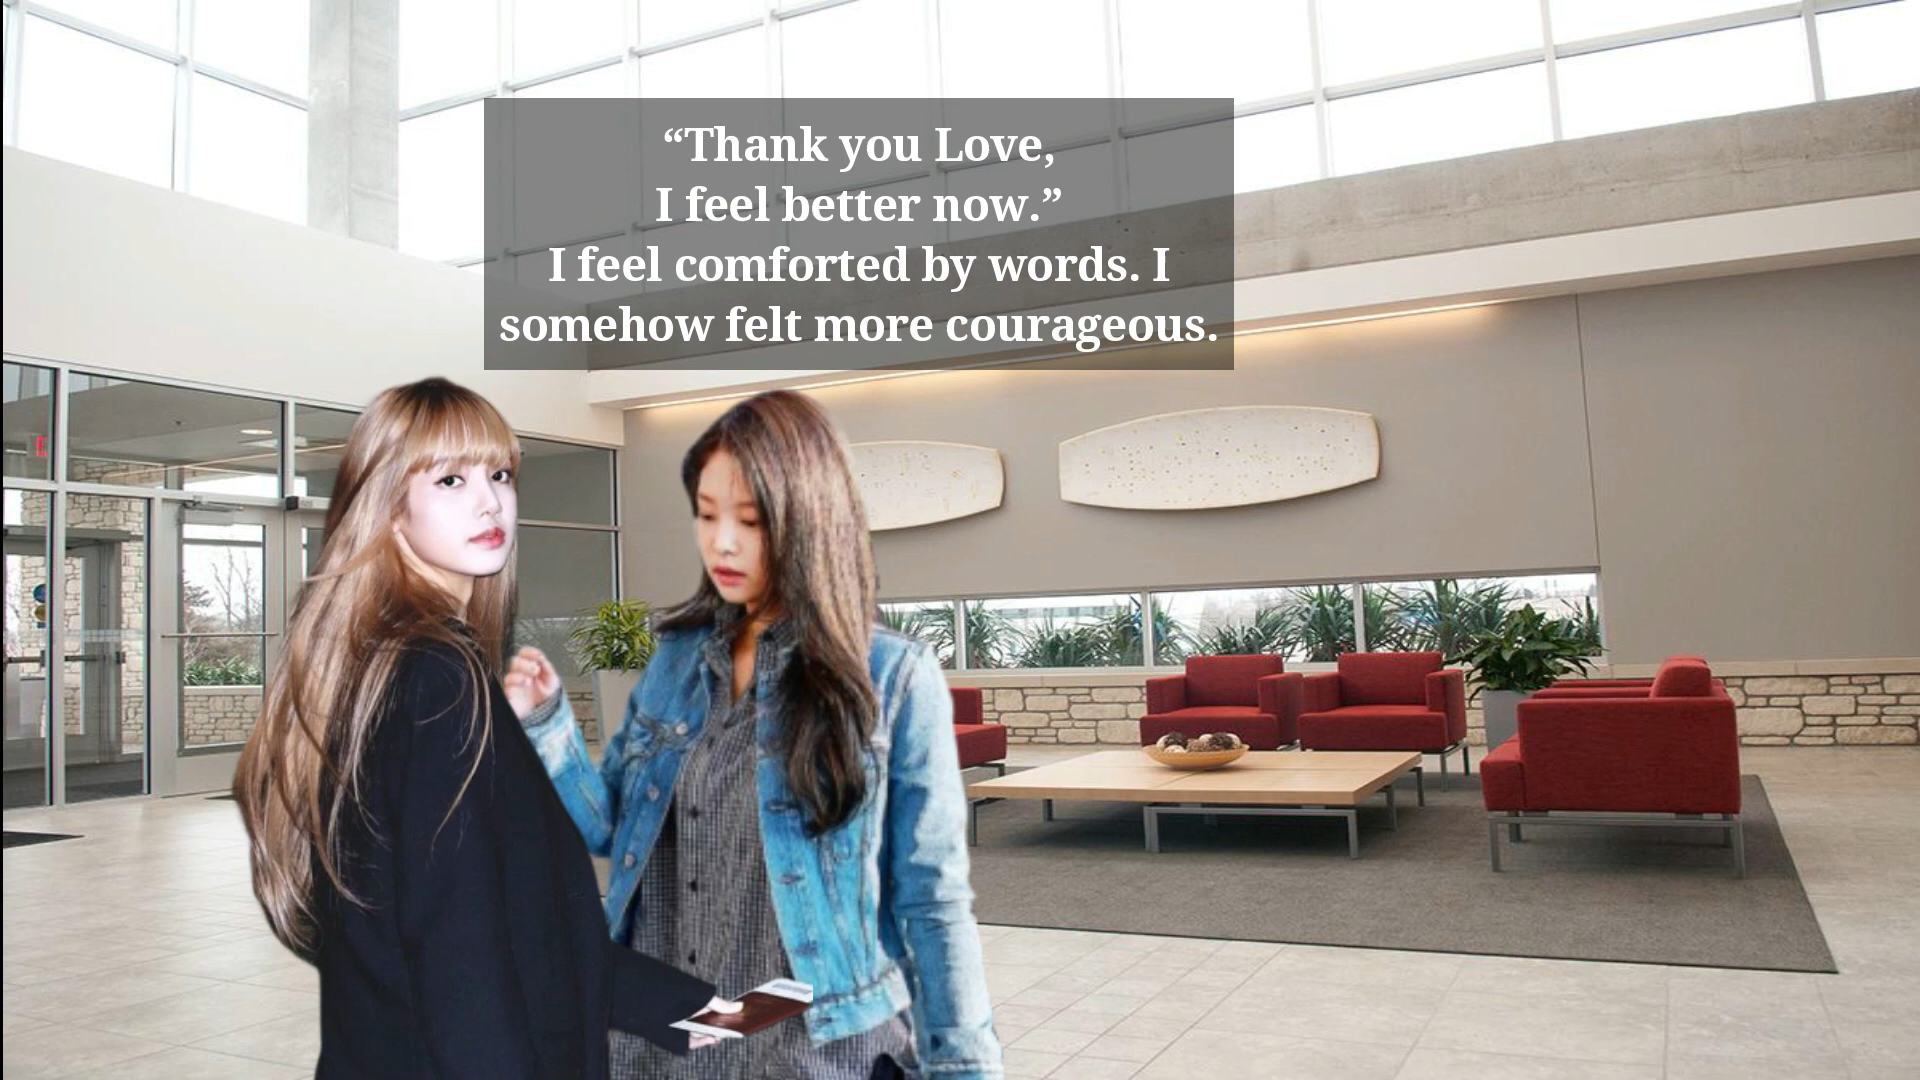 “Thank you Love,
I feel better now.”
I feel comforted by words. I
somehow felt more courageous.